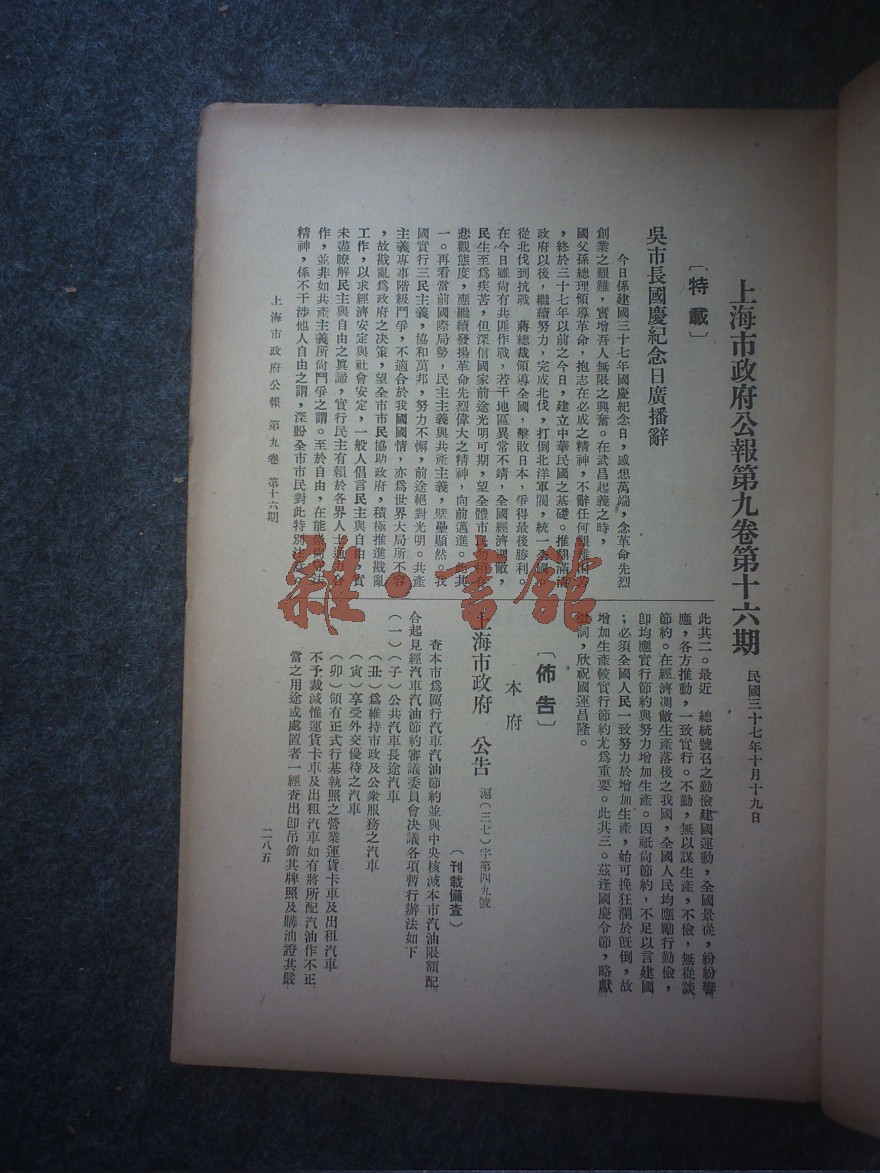 上海市政府公報第九卷第十六期
民國三十七年十月十九日
〔特載〕
吳市長國慶紀念日廣播辭
今日係建國三十七年國慶紀念日，感想萬端，念革命先烈
創業之艱難，實增吾人無限之興奮。在武昌起義之時，
國父孫總理領導革命，抱志在必成之精神，不辭任何艱難困苦
，終於三十七年以前之今日，建立中華民國之基礎。推翻滿淸
政府以後，繼續努力，完成北伐，打倒北洋軍閥，統一全國。
從北伐到抗戰　蔣總裁領導全國，擊敗日本，爭得最後勝利。
在今日雖尙有共匪作戰，若干地區異常不靖，全國經濟凋敝，
民生至爲疾苦，但深信國家前途光明可期，望全體市民勿稍存
悲觀態度，應繼續發揚革命先烈偉大之精神，向前邁進。此其
一。再看當前國際局勢，民主主義與共產主義，壁壘顯然。我
國實行三民主義，協和萬邦，努力不懈，前途絕對光明。共產
主義專事階級鬥爭，不適合於我國國情，亦爲世界大局所不容
，故戡亂爲政府之決策，望全市市民協助政府，積極推進戡亂
工作，以求經濟安定與社會安定，一般人倡言民主與自由，實
未盡瞭解民主與自由之眞諦，實行民主有賴於各界人士通力合
作，並非如共產主義所尙鬥爭之謂。至於自由，在能 守法
精神，係不干涉他人自由之謂，深盼全市市民對此特別注意
此其二。最近　總統號召之勤儉建國運動，全國景從，紛紛響
應，各方推動，一致實行。不勤，無以謀生產，不儉，無從談
節約。在經濟凋敝生產落後之我國，全國人民均應勵行勤儉，
卽均應實行節約與努力增加生產。因祇尙節約，不足以言建國
；必須全國人民一致努力於增加生產，始可挽狂瀾於旣倒，故
增加生產較實行節約尤爲重要。此其三。茲逢國慶令節，略獻
詞，欣祝國運昌隆。
〔佈告〕
本府
上海市政府　公告　滬(三七)字第四九號
(刊載備查)
查本市爲厲行汽車汽油節約並與中央核減本市汽油限額配
合起見經汽車汽油節約審議委員會決議各項暫行辦法如下
(一)(子)公共汽車長途汽車
(丑)爲維持市政及公衆服務之汽車
(寅)享受外交優待之汽車
(卯)領有正式行基執照之營業運貨卡車及出租汽車
不予裁減惟運貨卡車及出租汽車如有將所配汽油作不正
當之用途或處置者一經查出卽吊銷其牌照及購油證其嚴
上海市政府公報　第九卷　第十六期
二八五
雜·書館